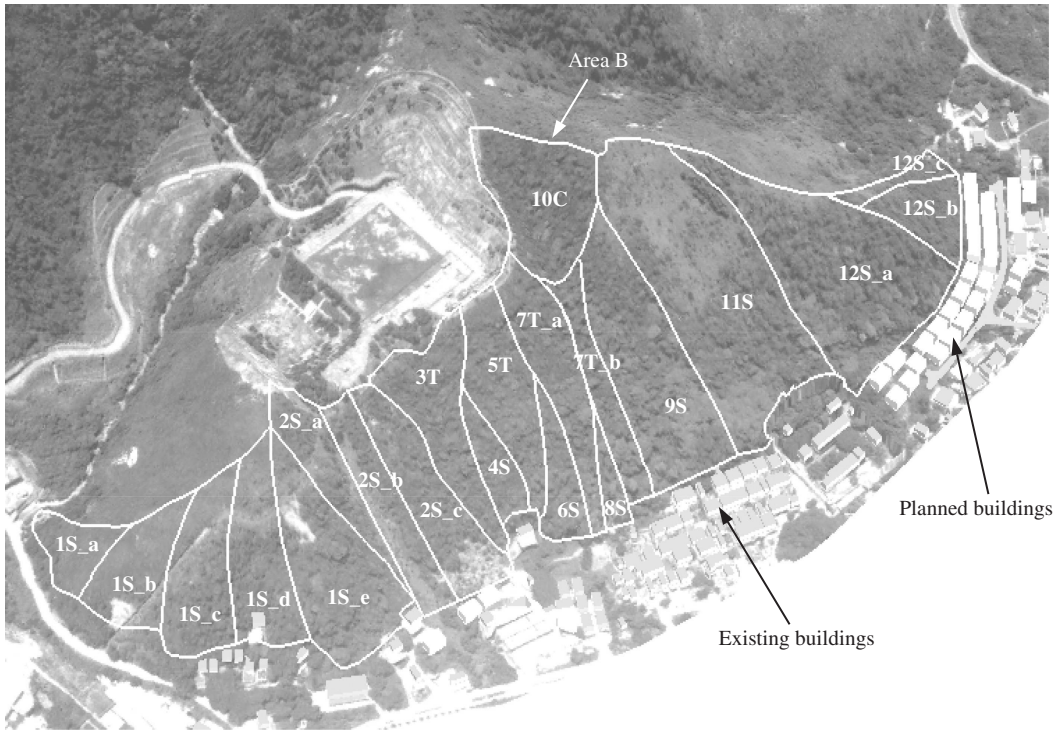 Area B
12S_c
10C
12S_b
12S_a
11S
7T_a
5T
7T_b
3T
9S
2S_a
4S
2S_b
2S_c
6S
8S
Planned buildings
1S_a
1S_b
1S_c
1S_d
1S_e
Existing buildings